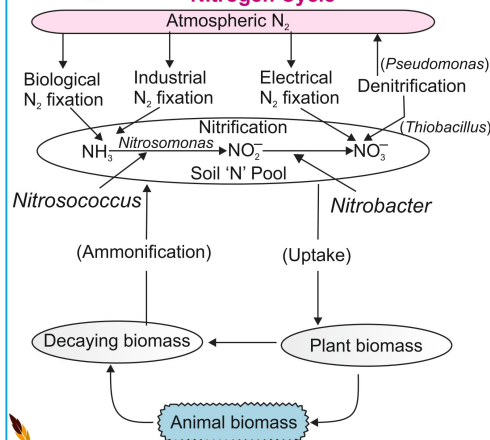 Nitrogen Cycle
Atmospheric N₂
Biological
N₂ fixation
Industrial
N₂ fixation
Electrical
N₂ fixation
(Pseudomonas)
Denitrification
(Thiobacillus)
Nitrification
NH₃ Nitrosomonas NO₂⁻ NO₃⁻
Soil 'N' Pool
Nitrosococcus
Nitrobacter
(Ammonification)
(Uptake)
Decaying biomass
Plant biomass
Animal biomass